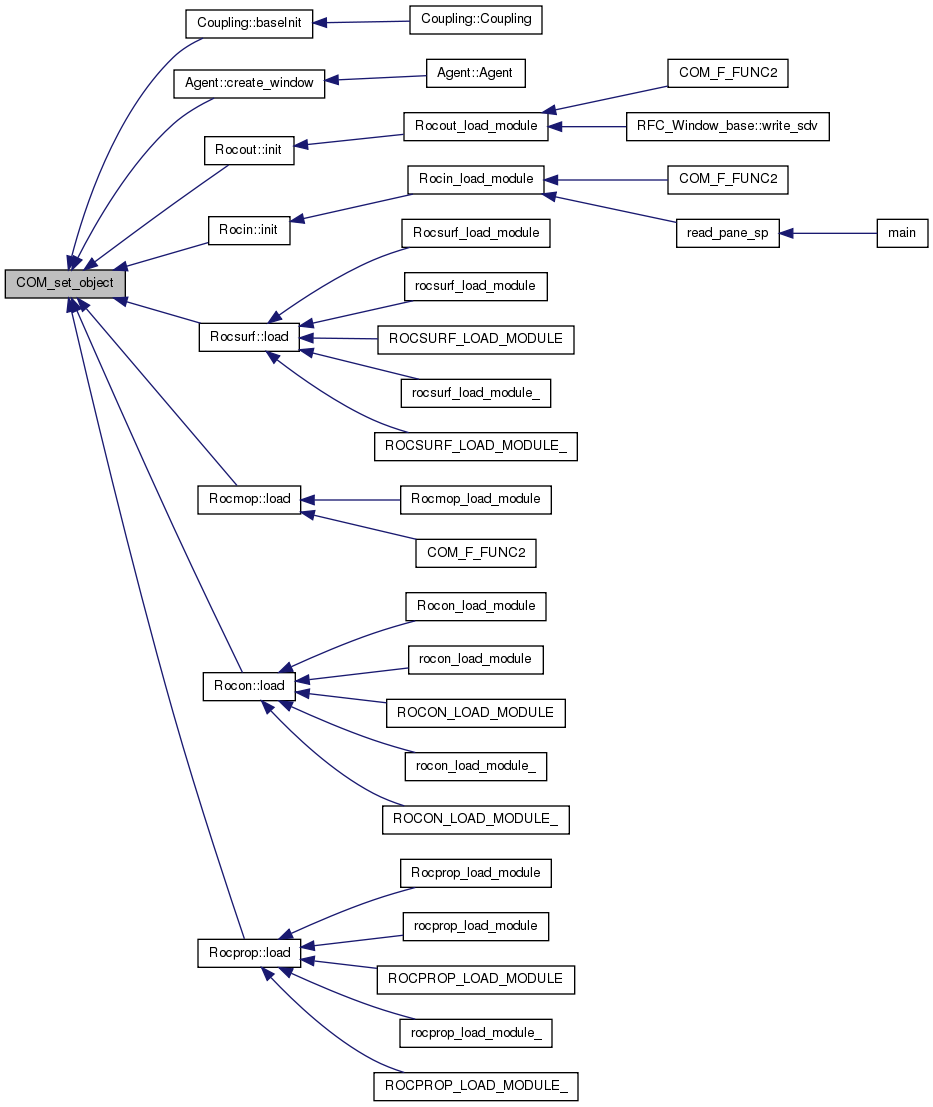 Coupling::baseInit
Coupling::Coupling
Agent::create_window
Agent::Agent
COM_F_FUNC2
Rocout::init
Rocout_load_module
RFC_Window_base::write_sdv
Rocin::init
Rocin_load_module
COM_F_FUNC2
read_pane_sp
main
COM_set_object
Rocsurf::load
Rocsurf_load_module
rocsurf_load_module
ROCSURF_LOAD_MODULE
rocsurf_load_module_
ROCSURF_LOAD_MODULE_
Rocmop::load
Rocmop_load_module
COM_F_FUNC2
Rocon::load
Rocon_load_module
rocon_load_module
ROCON_LOAD_MODULE
rocon_load_module_
ROCON_LOAD_MODULE_
Rocprop::load
Rocprop_load_module
rocprop_load_module
ROCPROP_LOAD_MODULE
rocprop_load_module_
ROCPROP_LOAD_MODULE_